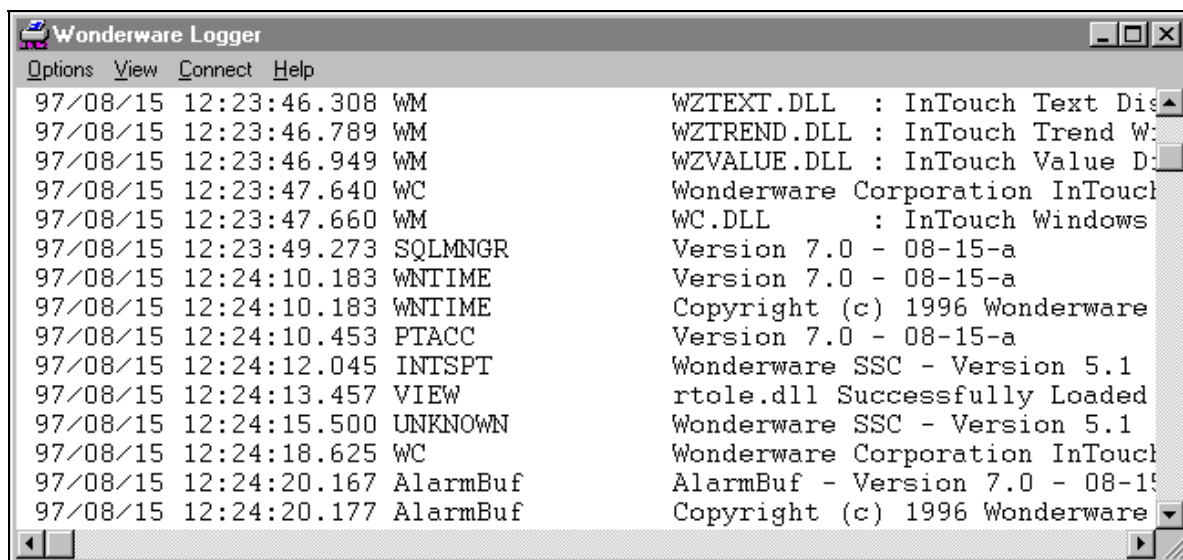 Wonderware Logger
Options View Connect Help
97/08/15 12:23:46.308 WM WZTEXT.DLL : InTouch Text
97/08/15 12:23:46.789 WM WZTREND.DLL : InTouch Trend
97/08/15 12:23:46.949 WM WZVALUE.DLL : InTouch Value
97/08/15 12:23:47.640 WC Wonderware Corporation InTouch
97/08/15 12:23:47.660 WM WC.DLL : InTouch Windows
97/08/15 12:23:49.273 SQLMNGR Version 7.0 - 08-15-a
97/08/15 12:24:10.183 WNTIME Version 7.0 - 08-15-a
97/08/15 12:24:10.183 WNTIME Copyright (c) 1996 Wonderware
97/08/15 12:24:10.453 PTACC Version 7.0 - 08-15-a
97/08/15 12:24:12.045 INTSPT Wonderware SSC - Version 5.1
97/08/15 12:24:13.457 VIEW rtole.dll Successfully Loaded
97/08/15 12:24:15.500 UNKNOWN Wonderware SSC - Version 5.1
97/08/15 12:24:18.625 WC Wonderware Corporation InTouch
97/08/15 12:24:20.167 AlarmBuf AlarmBuf - Version 7.0 -
97/08/15 12:24:20.177 AlarmBuf Copyright (c) 1996 Wonderware